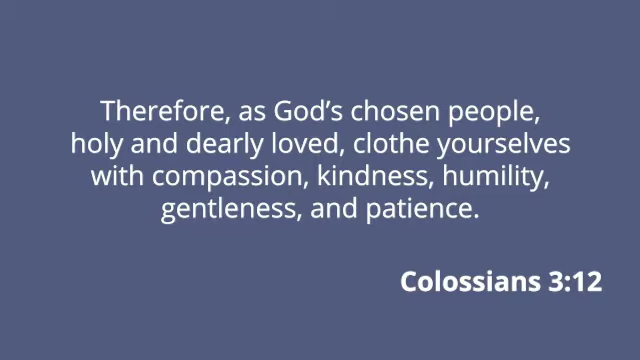 Therefore, as God’s chosen people,
holy and dearly loved, clothe yourselves
with compassion, kindness, humility,
gentleness, and patience.
Colossians 3:12